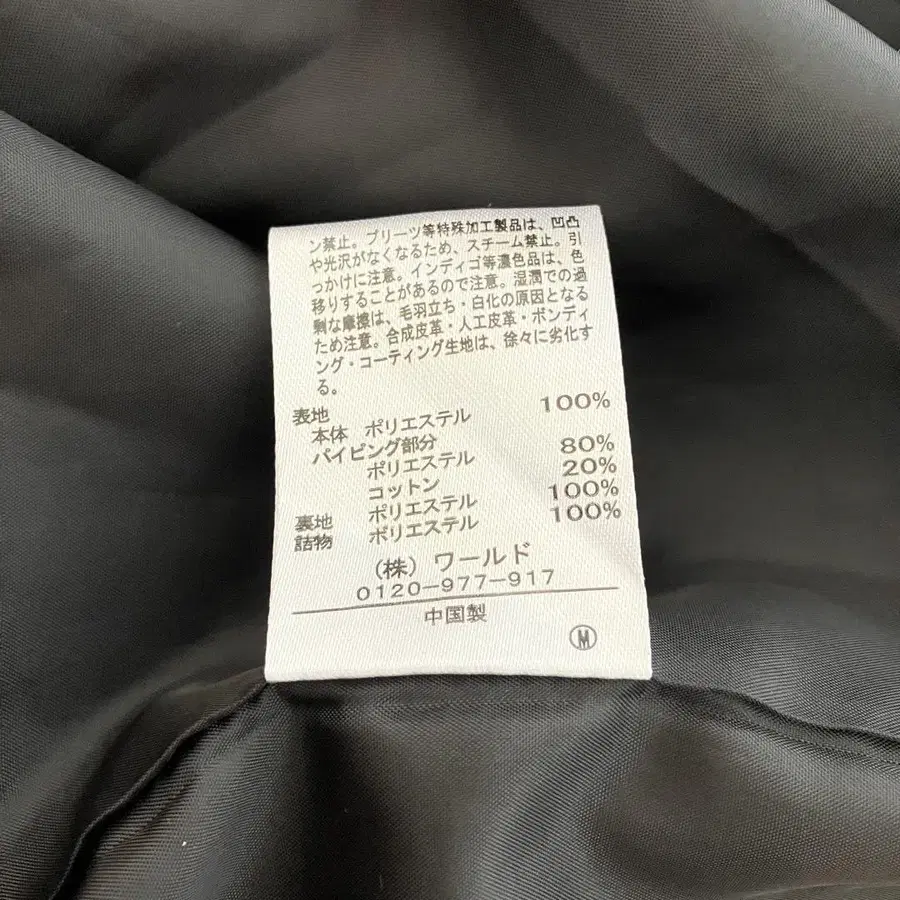 ン禁止。プリーツ等特殊加工製品は、凹凸
や光沢がなくなるため、スチーム禁止。引
っかけに注意。インディゴ等濃色品は、色
移りすることがあるので注意。湿潤での過
剰な摩擦は、毛羽立ち・白化の原因となる
ため注意。合成皮革・人工皮革・ボンディ
ング・コーティング生地は、徐々に劣化す
る。
表地
本体 ポリエステル 100%
パイピング部分
ポリエステル 80%
コットン 20%
裏地 ポリエステル 100%
詰物 ポリエステル 100%
(株) ワールド
0120-977-917
中国製
M